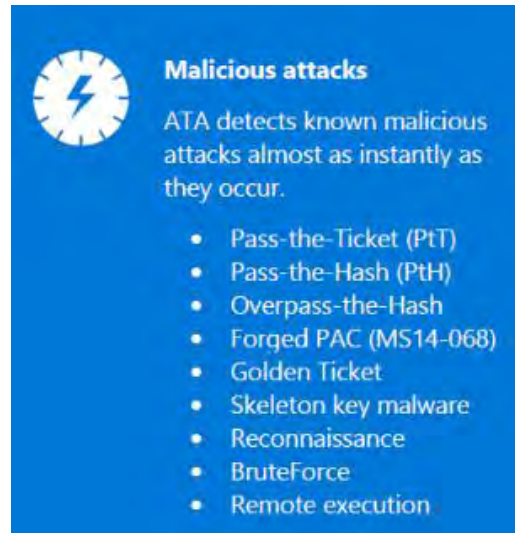 Malicious attacks
ATA detects known malicious
attacks almost as instantly as
they occur.
• Pass-the-Ticket (PtT)
• Pass-the-Hash (PtH)
• Overpass-the-Hash
• Forged PAC (MS14-068)
• Golden Ticket
• Skeleton key malware
• Reconnaissance
• BruteForce
• Remote execution